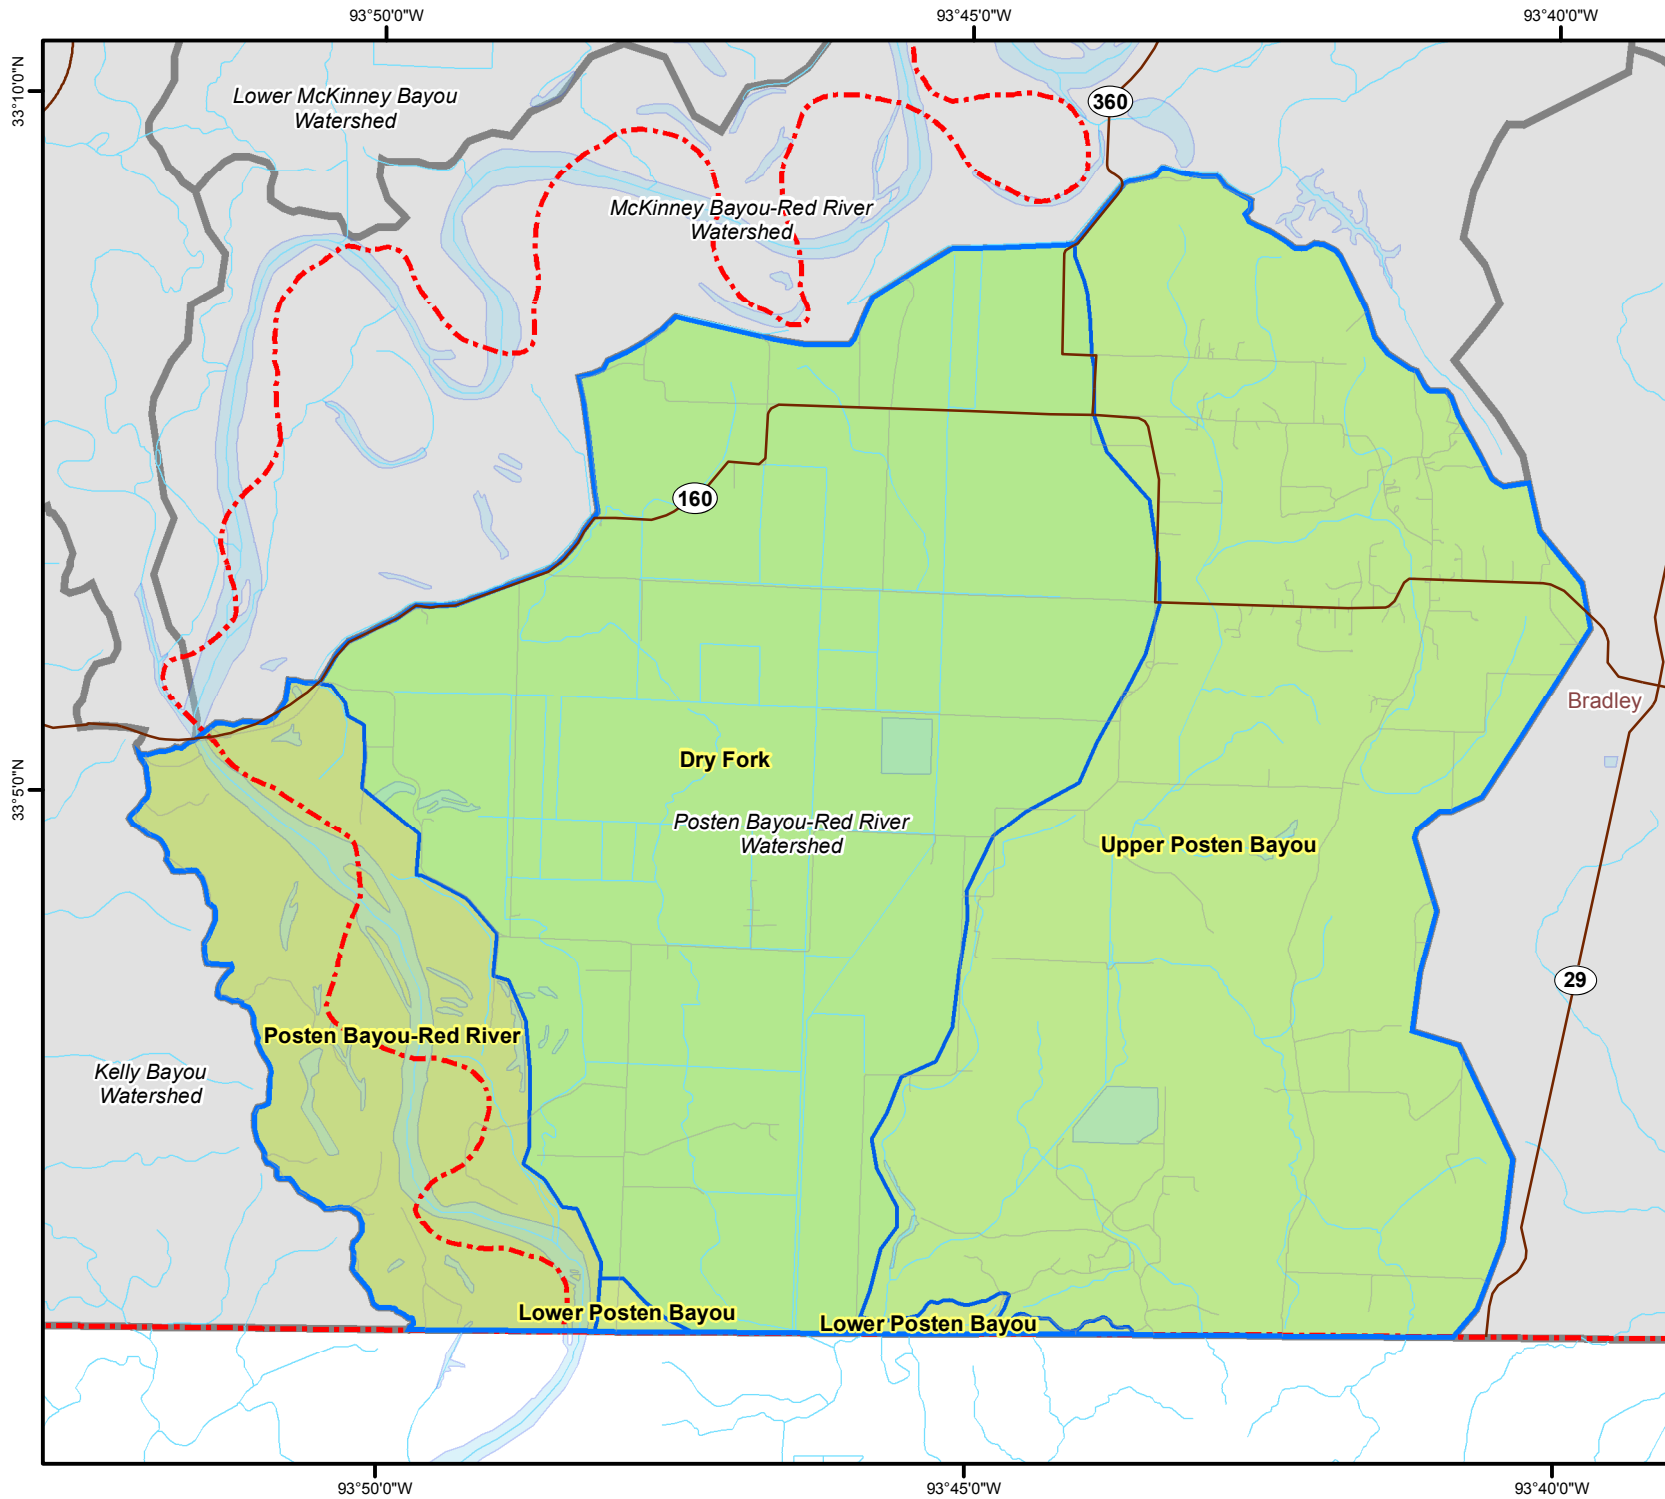 93°50'0"W
93°45'0"W
93°40'0"W
33°10'0"N
Lower McKinney Bayou
Watershed
360
McKinney Bayou-Red River
Watershed
160
Bradley
Dry Fork
33°5'0"N
Posten Bayou-Red River
Watershed
Upper Posten Bayou
29
Posten Bayou-Red River
Kelly Bayou
Watershed
Lower Posten Bayou
Lower Posten Bayou
93°50'0"W
93°45'0"W
93°40'0"W